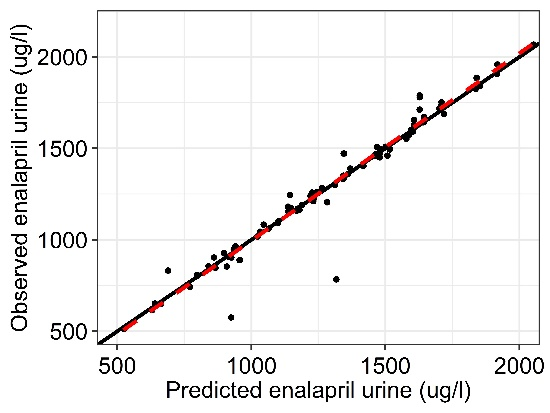 Observed enalapril urine (ug/l)
2000
1500
1000
500
500 1000 1500 2000
Predicted enalapril urine (ug/l)